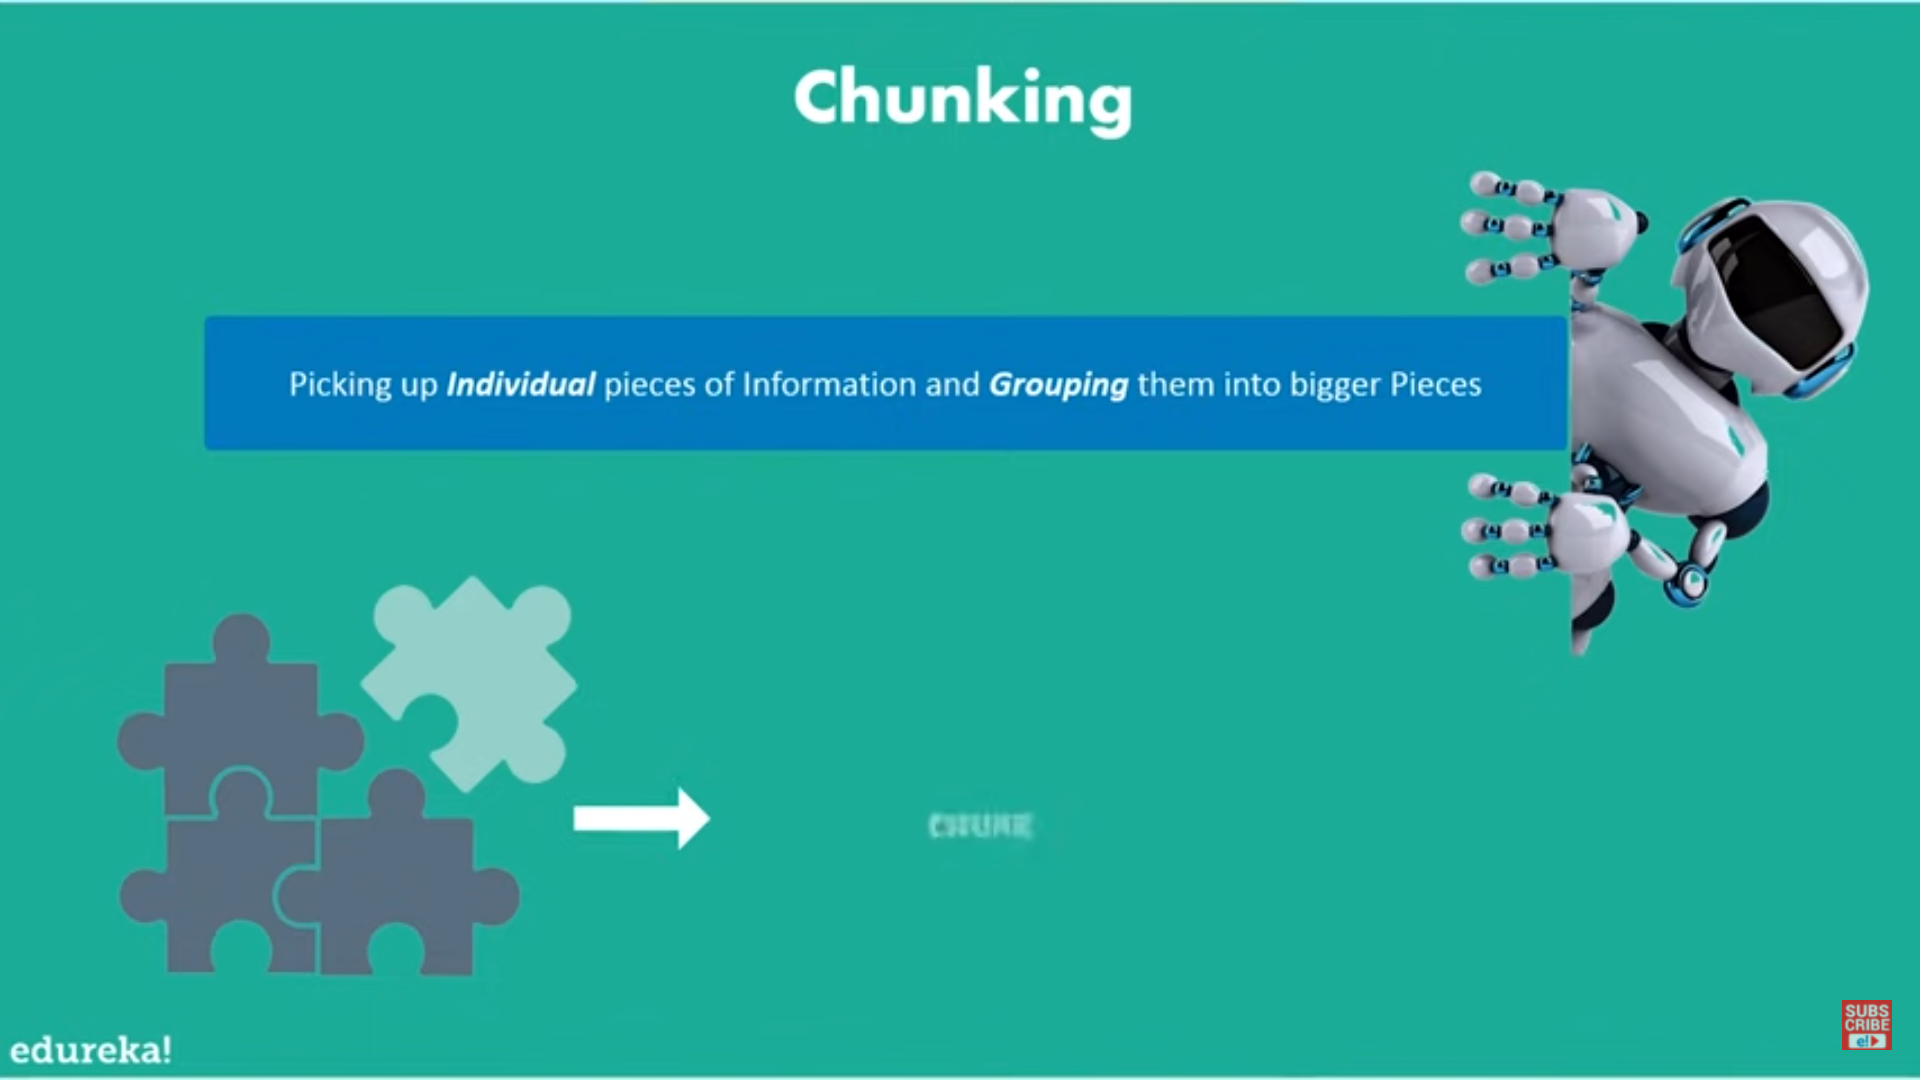 Chunking
Picking up Individual pieces of Information and Grouping them into bigger Pieces
edureka!
SUBS
CRIBE
e!